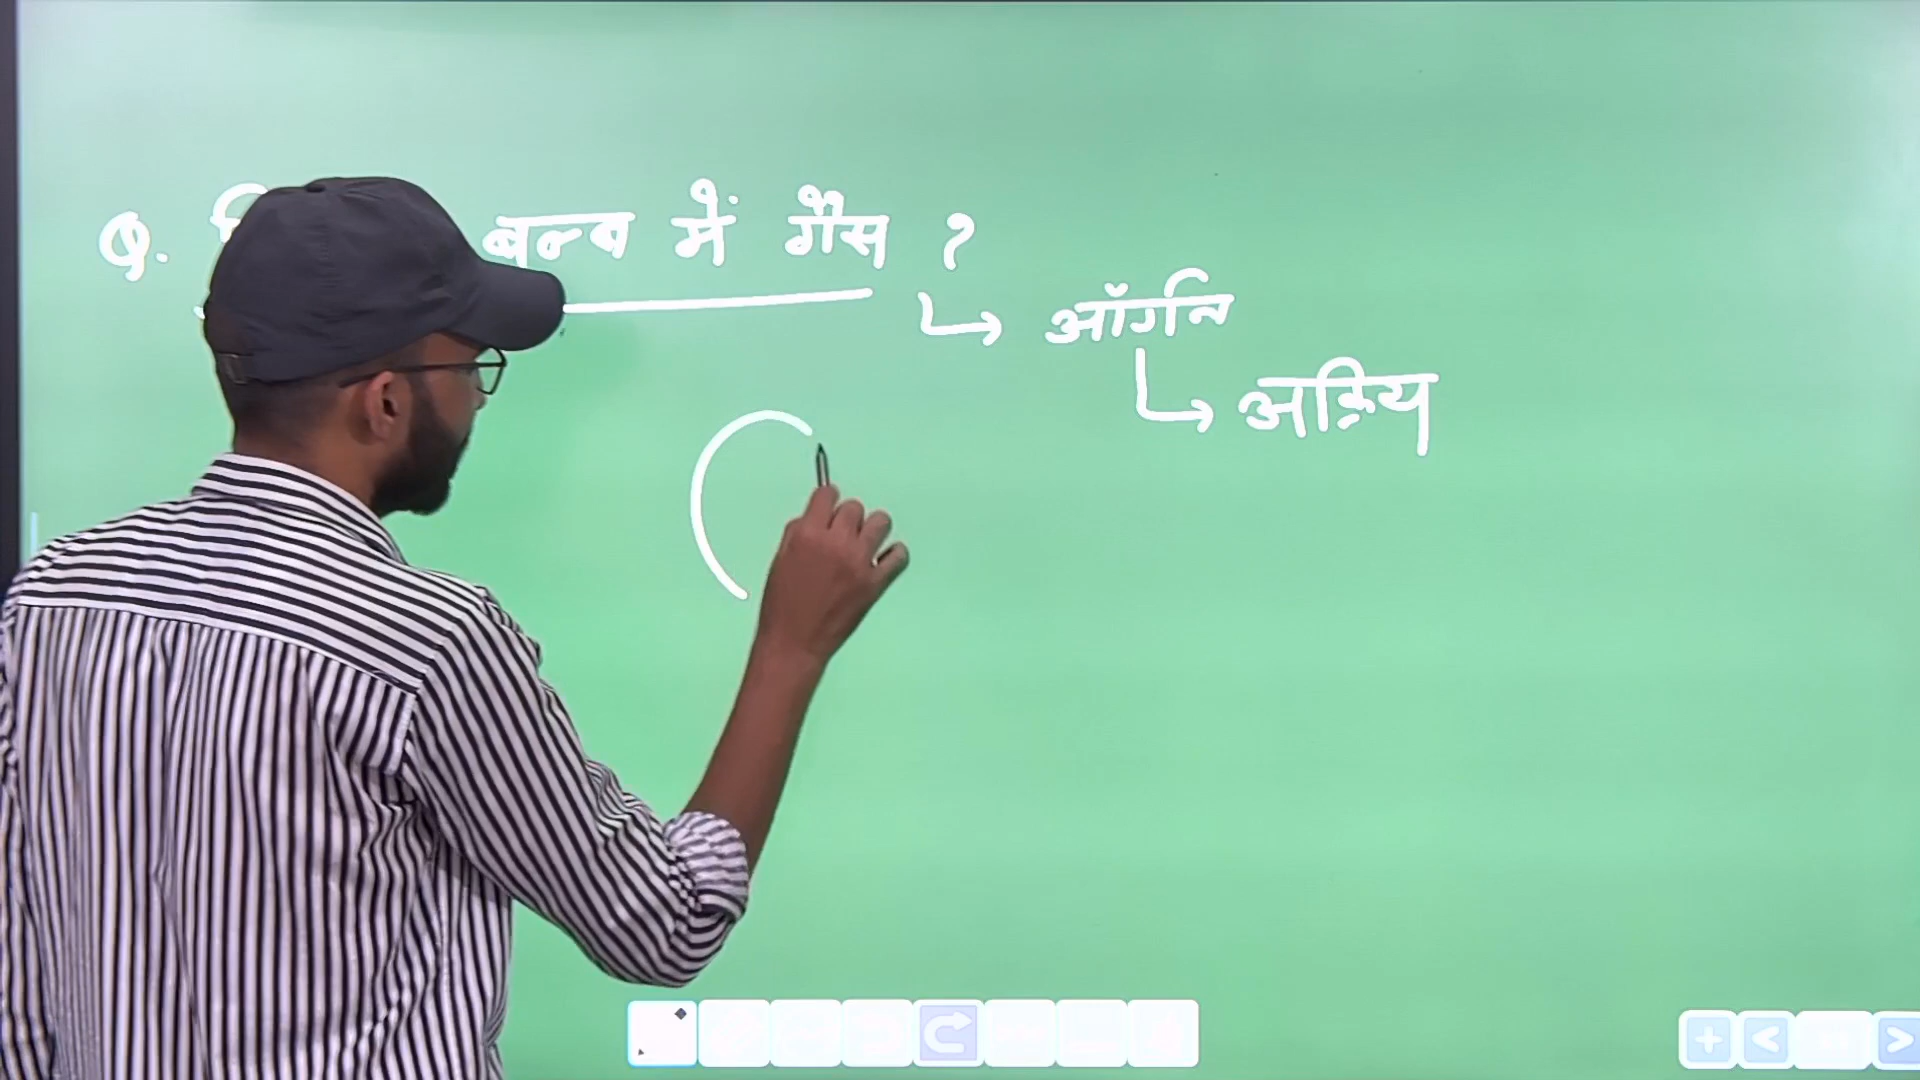 Q. बल्व में गैस ?
↳ ऑर्गन
↳ अक्रिय